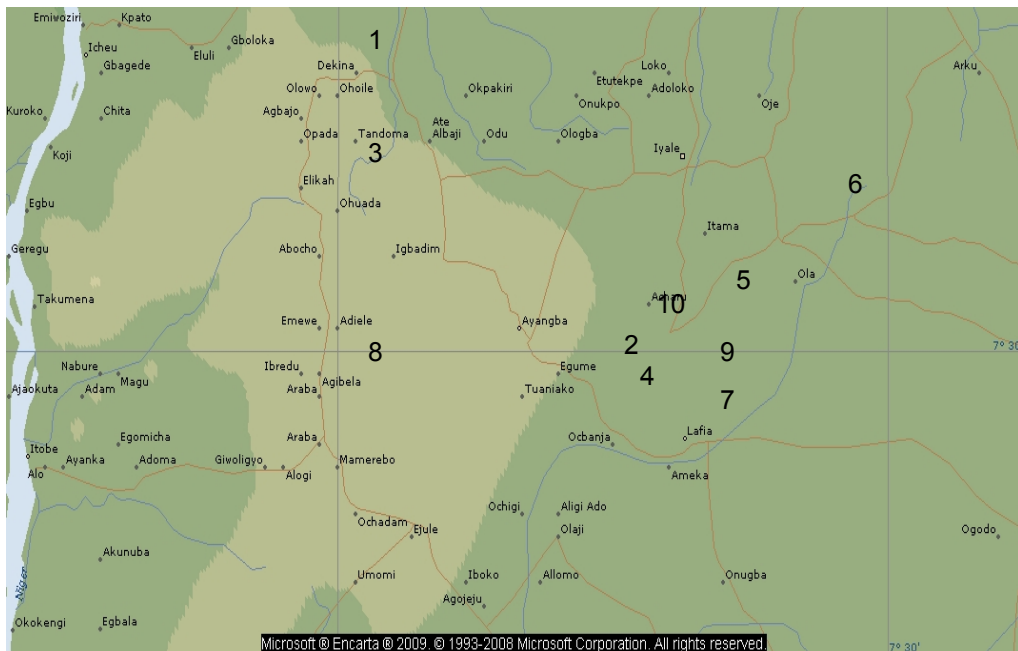 Emiwoziri
Kpato
1
Icheu
Eluli
Gboloka
Gbagede
Dekina
Loko
Etutekpe
Arku
Olowo
Ohoile
Okpakiri
Onukpo
Adoloko
Oje
Kuroko
Chita
Agbajo
Ate
Albaji
Opada
Tandoma
Odu
Ologba
Koji
3
Iyale
Elikah
6
Egbu
Ohuada
Itama
Geregu
Abocho
Igbadim
5
Ola
Takumena
Acharu
10
Emewe
Adiele
Ayangba
2
8
9
7° 30
Nabure
Magu
Ibredu
Agibela
Egume
4
Ajaokuta
Adam
Araba
Tuaniako
7
Egomicha
Araba
Ocbanja
Lafia
Itobe
Alo
Ayanka
Adoma
Giwoligyo
Alogi
Mamerebo
Ameka
Ochadam
Ejule
Ochigi
Aligi Ado
Olaji
Ogodo
Akunuba
Niger
Umomi
Iboko
Allomo
Onugba
Agojeju
Okokengi
Egbala
Microsoft ® Encarta ® 2009. © 1993-2008 Microsoft Corporation. All rights reserved.
7° 30'